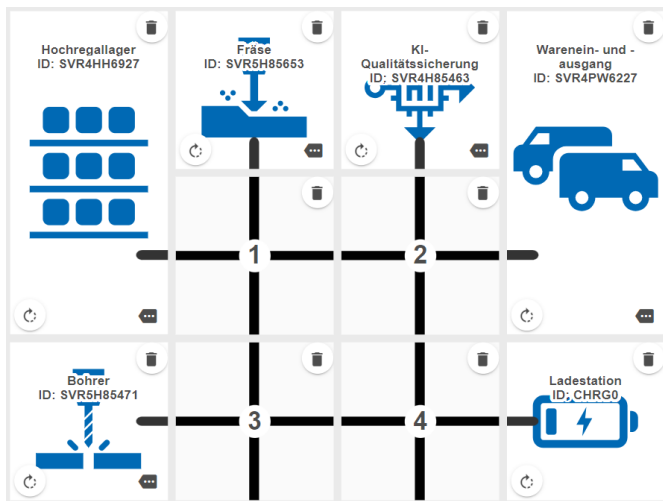 Hochregallager
ID: SVR4HH6927
Fräse
ID: SVR5H85653
KI-
Qualitätssicherung
ID: SVR4H85463
Warenein- und -
ausgang
ID: SVR4PW6227
1
2
Bohrer
ID: SVR5H85471
3
4
Ladestation
ID: CHRG0